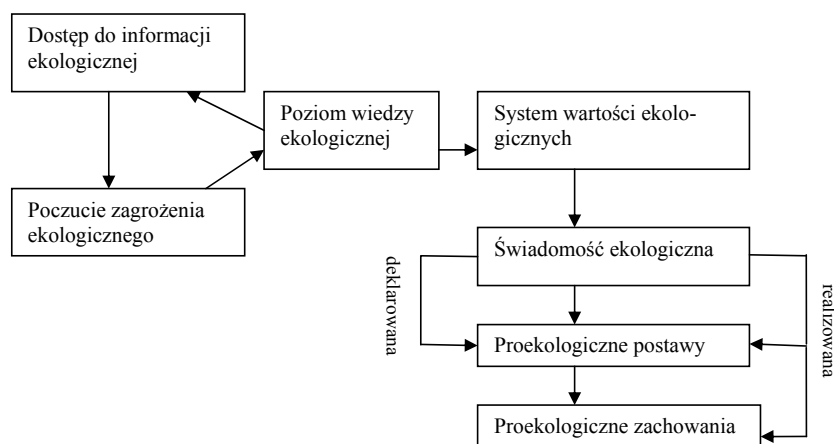 Dostęp do informacji
ekologicznej
Poziom wiedzy
ekologicznej
System wartości ekolo-
gicznych
Poczucie zagrożenia
ekologicznego
Świadomość ekologiczna
deklarowana
realizowana
Proekologiczne postawy
Proekologiczne zachowania